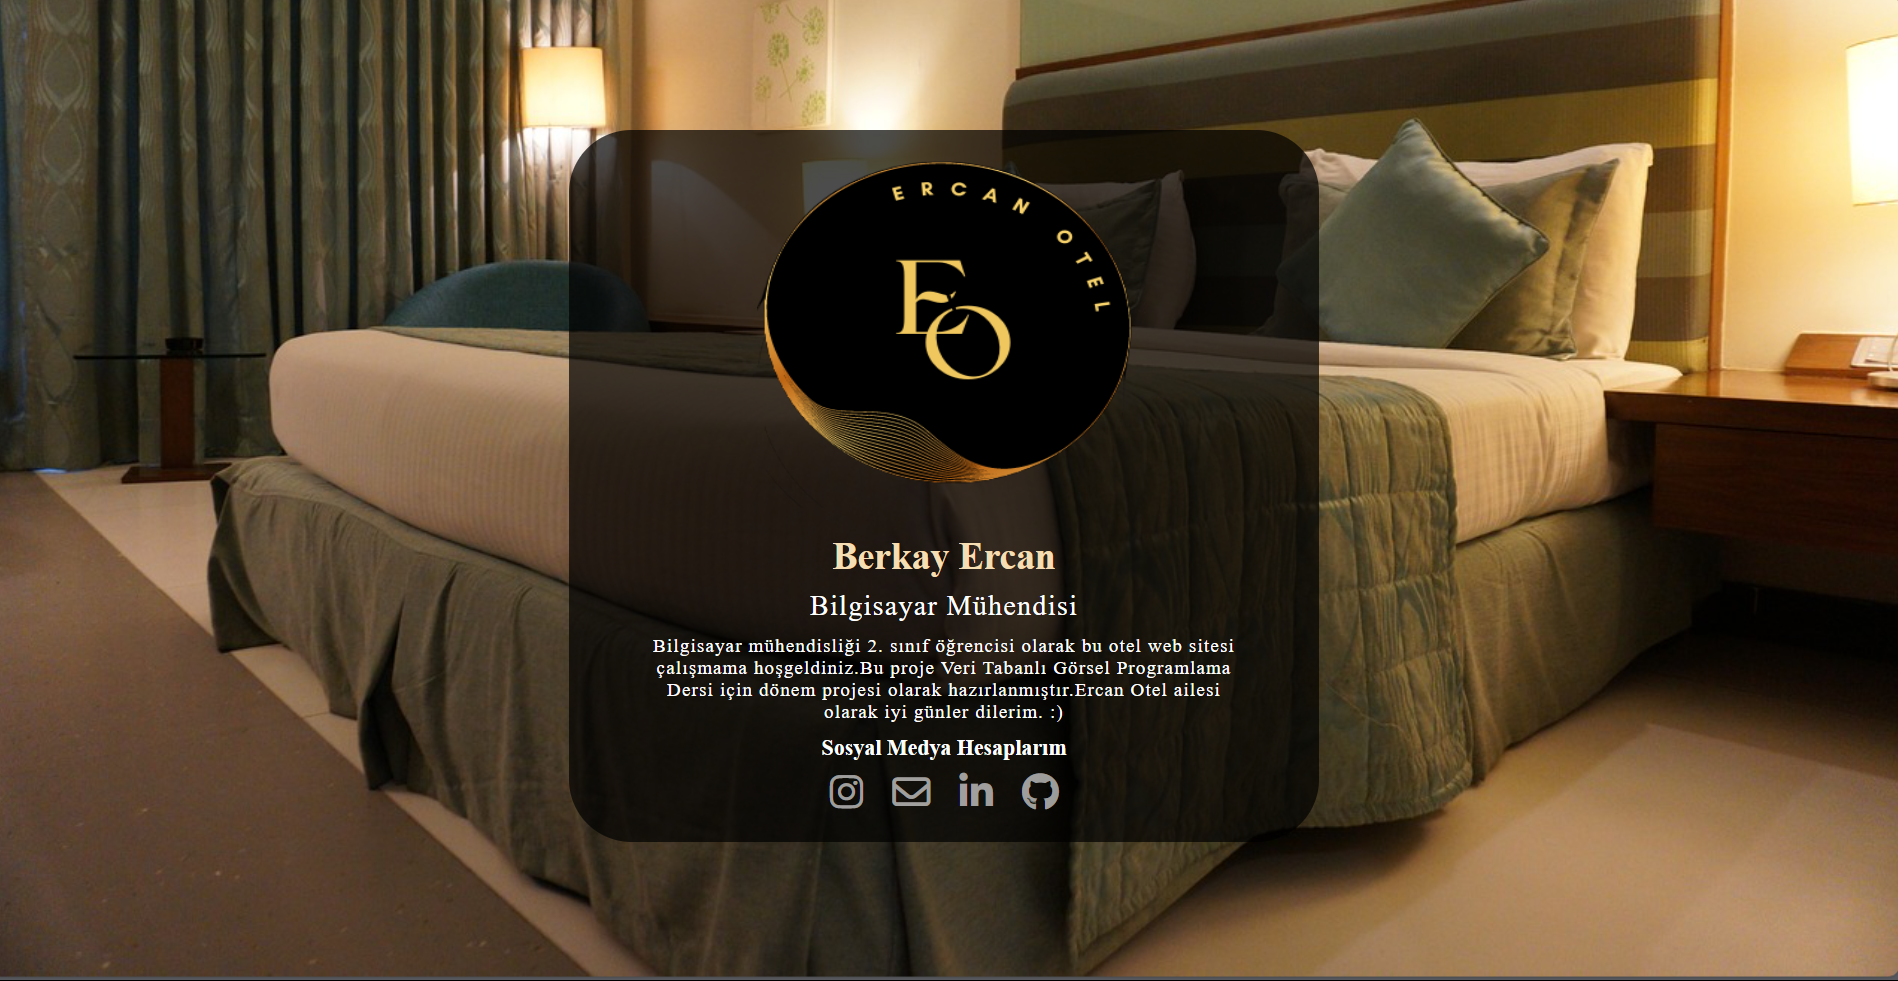 ERCAN OTEL
EO
Berkay Ercan
Bilgisayar Mühendisi
Bilgisayar mühendisliği 2. sınıf öğrencisi olarak bu otel web sitesi
çalışmama hoşgeldiniz.Bu proje Veri Tabanlı Görsel Programlama
Dersi için dönem projesi olarak hazırlanmıştır.Ercan Otel ailesi
olarak iyi günler dilerim. :)
Sosyal Medya Hesaplarım
in